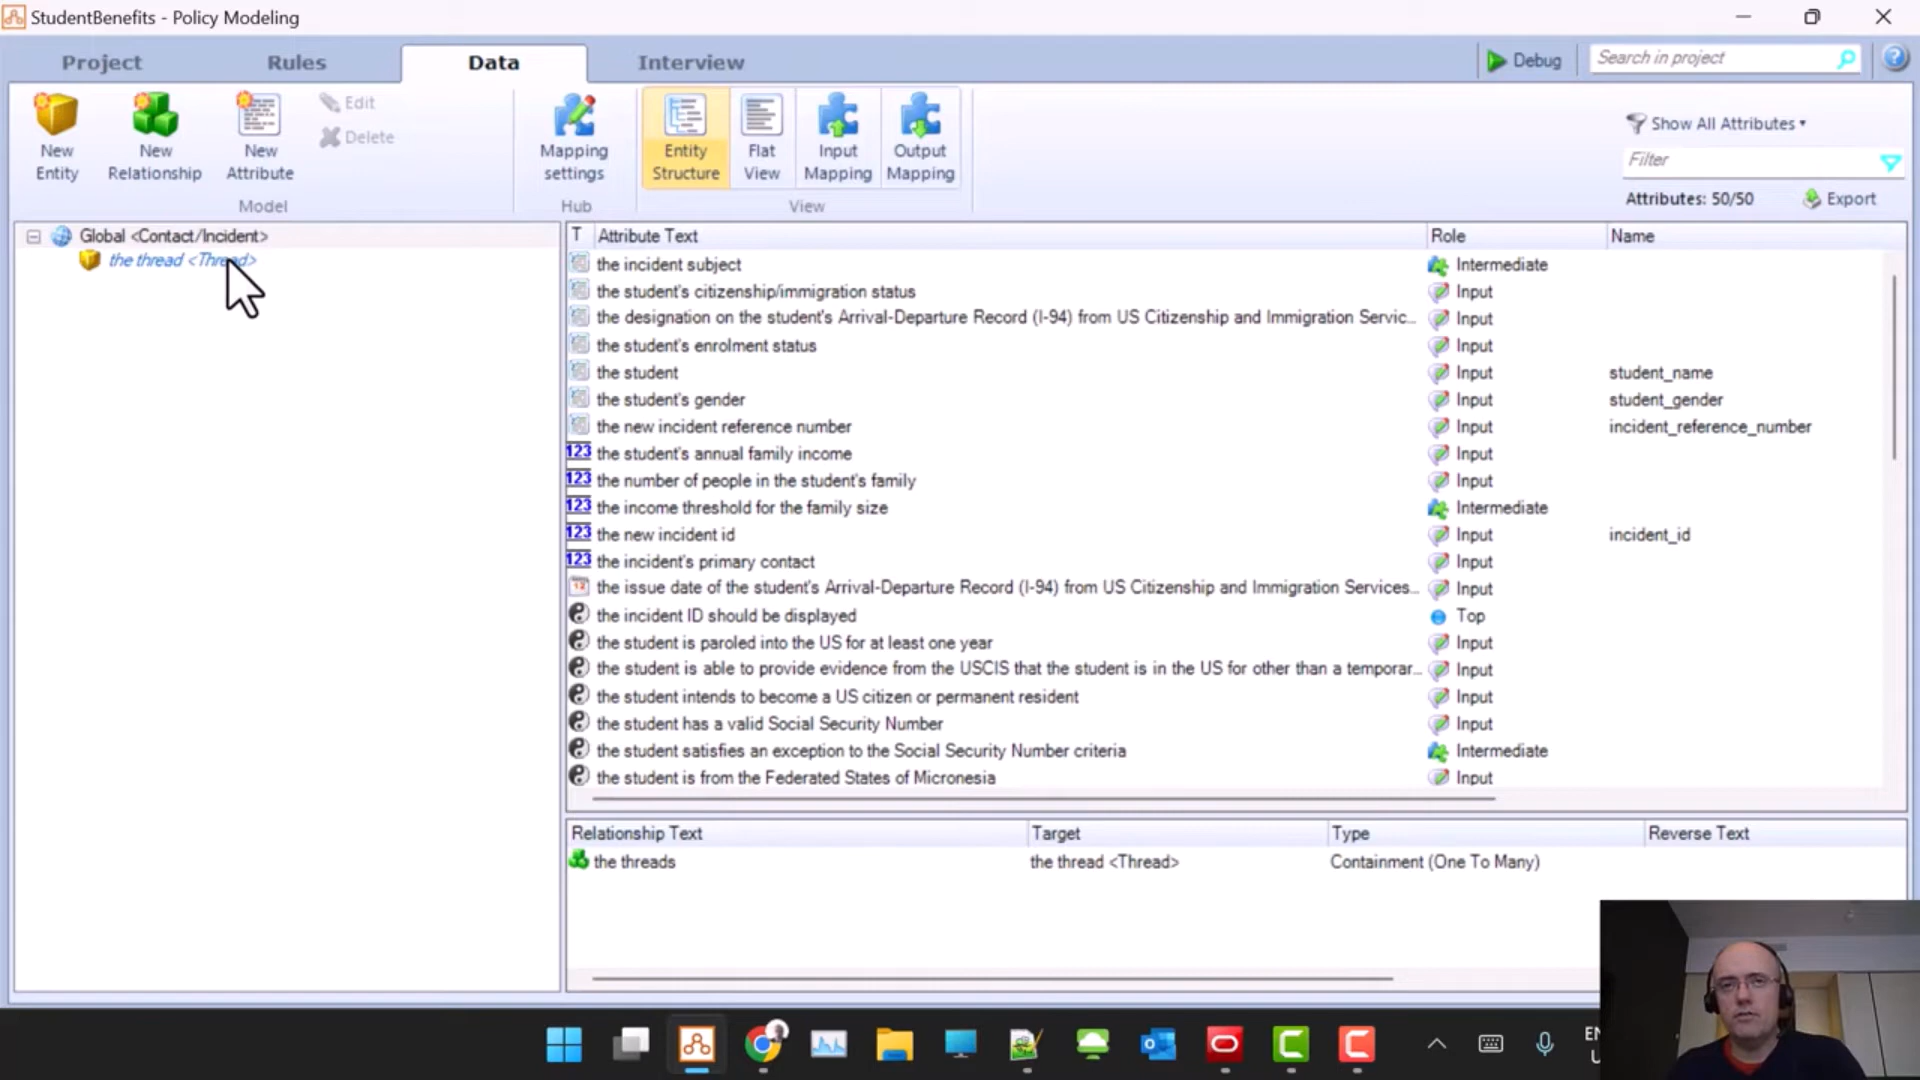 StudentBenefits - Policy Modeling
Project
Rules
Data
Interview
Debug
Search in project
New Entity
New Relationship
New Attribute
Edit
Delete
Model
Mapping settings
Hub
Entity Structure
Flat View
Input Mapping
Output Mapping
View
Show All Attributes
Filter
Attributes: 50/50
Export
Global <Contact/Incident>
the thread <Thread>
T Attribute Text Role Name
the incident subject Intermediate
the student's citizenship/immigration status Input
the designation on the student's Arrival-Departure Record (I-94) from US Citizenship and Immigration Servic... Input
the student's enrolment status Input
the student Input student_name
the student's gender Input student_gender
the new incident reference number Input incident_reference_number
123 the student's annual family income Input
123 the number of people in the student's family Input
123 the income threshold for the family size Intermediate
123 the new incident id Input incident_id
123 the incident's primary contact Input
12 the issue date of the student's Arrival-Departure Record (I-94) from US Citizenship and Immigration Services... Input
the incident ID should be displayed Top
the student is paroled into the US for at least one year Input
the student is able to provide evidence from the USCIS that the student is in the US for other than a temporar... Input
the student intends to become a US citizen or permanent resident Input
the student has a valid Social Security Number Input
the student satisfies an exception to the Social Security Number criteria Intermediate
the student is from the Federated States of Micronesia Input
Relationship Text Target Type Reverse Text
the threads the thread <Thread> Containment (One To Many)